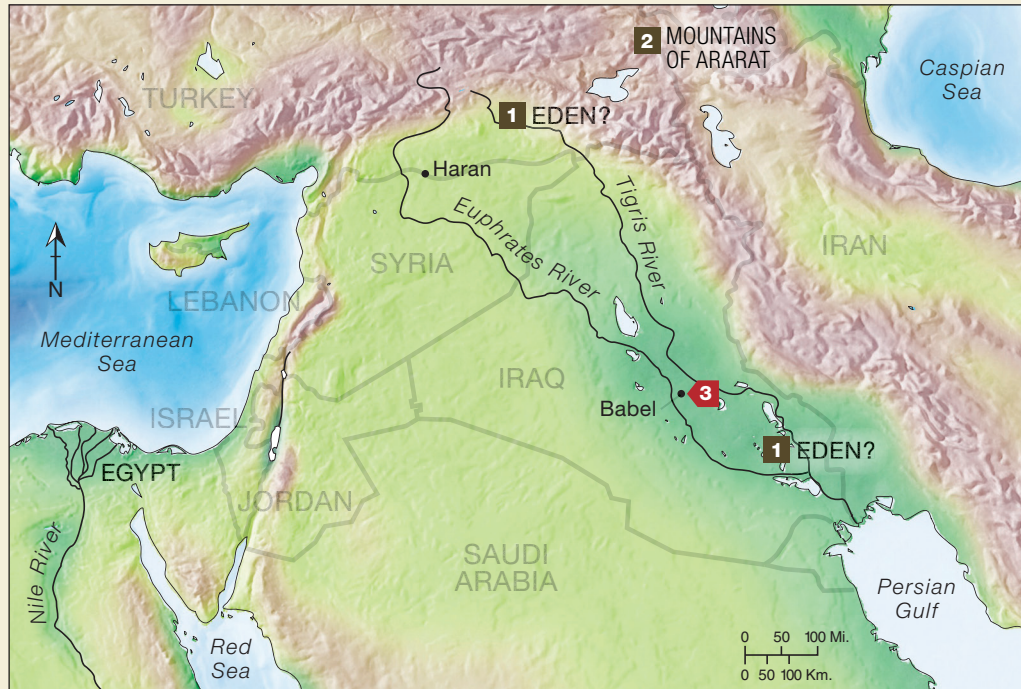 2 MOUNTAINS
OF ARARAT
Caspian
Sea
TURKEY
1 EDEN?
Haran
Tigris River
Euphrates River
IRAN
SYRIA
N
LEBANON
Mediterranean
Sea
IRAQ
3
Babel
ISRAEL
1 EDEN?
EGYPT
JORDAN
Nile River
SAUDI
ARABIA
Persian
Gulf
Red
Sea
0 50 100 Mi.
0 50 100 Km.